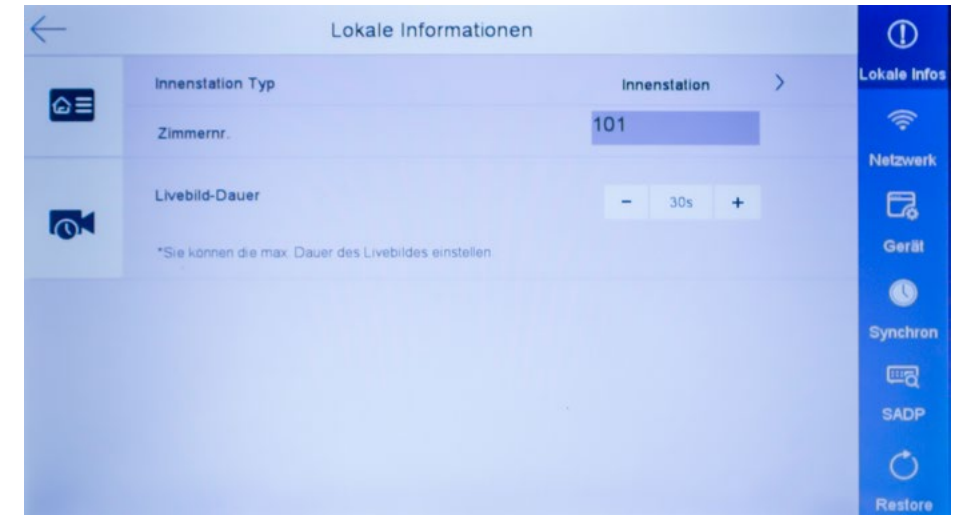 Lokale Informationen
Innenstation Typ
Innenstation
Zimmernr.
101
Livebild-Dauer
- 30s +
*Sie können die max. Dauer des Livebildes einstellen
Lokale Infos
Netzwerk
Gerät
Synchron
SADP
Restore